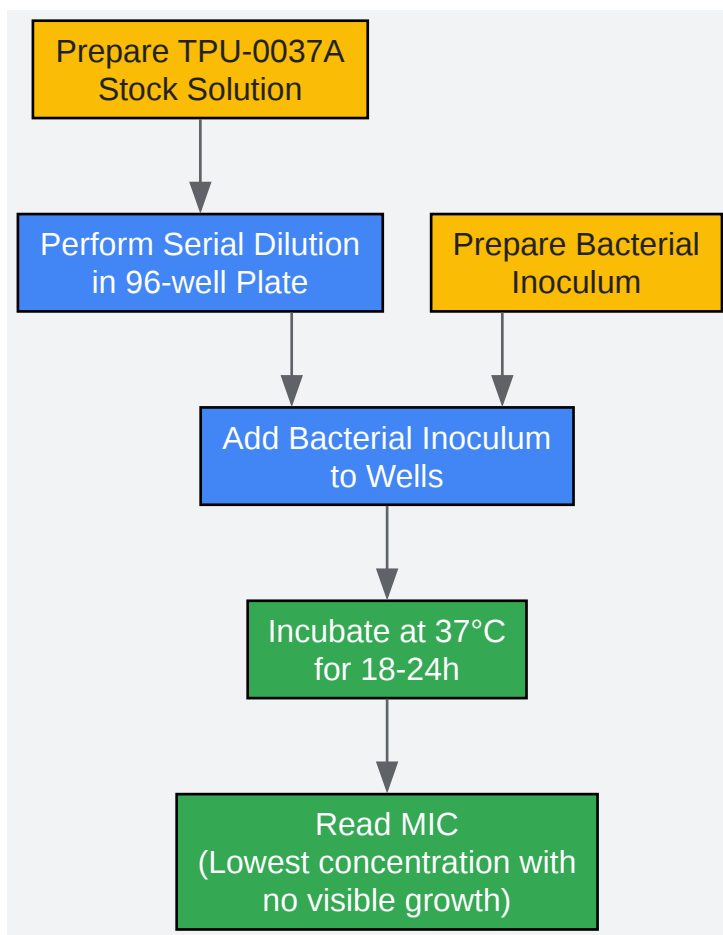 Prepare TPU-0037A
Stock Solution
Perform Serial Dilution
in 96-well Plate
Prepare Bacterial
Inoculum
Add Bacterial Inoculum
to Wells
Incubate at 37°C
for 18-24h
Read MIC
(Lowest concentration with
no visible growth)